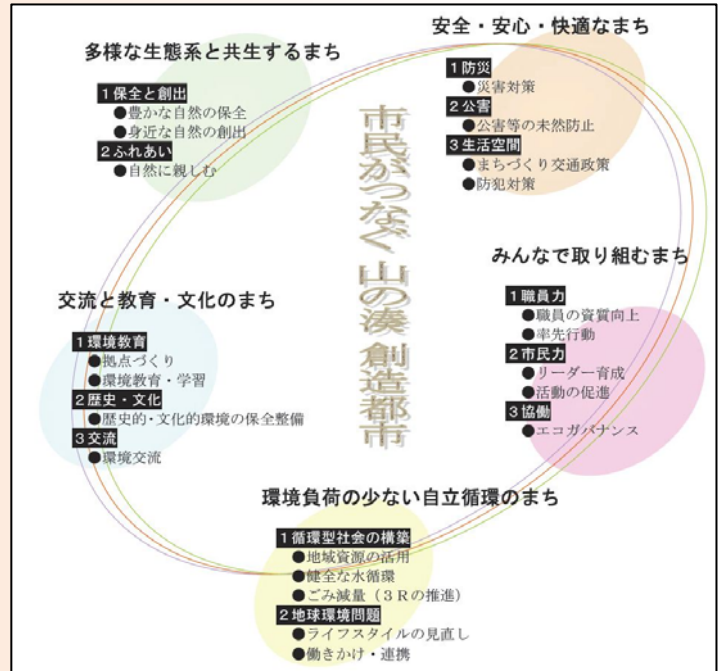 多様な生態系と共生するまち
1 保全と創出
●豊かな自然の保全
●身近な自然の創出
2 ふれあい
●自然に親しむ
安全・安心・快適なまち
1 防災
●災害対策
2 公害
●公害等の未然防止
3 生活空間
●まちづくり交通政策
●防犯対策
市民がつなぐ 山の湊 創造都市
みんなで取り組むまち
1 職員力
●職員の資質向上
●率先行動
2 市民力
●リーダー育成
●活動の促進
3 協働
●エコガバナンス
交流と教育・文化のまち
1 環境教育
●拠点づくり
●環境教育・学習
2 歴史・文化
●歴史的・文化的環境の保全整備
3 交流
●環境交流
環境負荷の少ない自立循環のまち
1 循環型社会の構築
●地域資源の活用
●健全な水循環
●ごみ減量（3Rの推進）
2 地球環境問題
●ライフスタイルの見直し
●働きかけ・連携